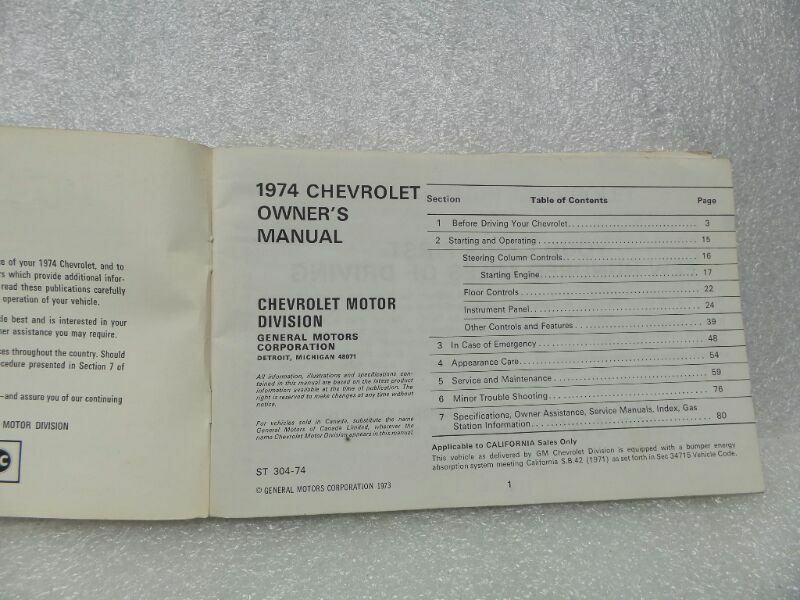 e of your 1974 Chevrolet, and to
rs which provide additional infor-
read these publications carefully
operation of your vehicle.
le best and is interested in your
her assistance you may require.
ces throughout the country. Should
cedure presented in Section 7 of
—and assure you of our continuing
MOTOR DIVISION
C
1974 CHEVROLET
OWNER'S
MANUAL
CHEVROLET MOTOR
DIVISION
GENERAL MOTORS
CORPORATION
DETROIT, MICHIGAN 48071
All information, illustrations and specifications con-
tained in this manual are based on the latest product
information available at the time of publication. The
right is reserved to make changes at any time without
notice.
For vehicles sold in Canada, substitute the name
General Motors of Canada Limited, wherever the
name Chevrolet Motor Division appears in this manual.
ST 304-74
© GENERAL MOTORS CORPORATION 1973
Section Table of Contents Page
1 Before Driving Your Chevrolet 3
2 Starting and Operating 15
Steering Column Controls 16
Starting Engine 17
Floor Controls 22
Instrument Panel 24
Other Controls and Features 39
3 In Case of Emergency 48
4 Appearance Care 54
5 Service and Maintenance 59
6 Minor Trouble Shooting 76
7 Specifications, Owner Assistance, Service Manuals, Index, Gas
Station Information 80
Applicable to CALIFORNIA Sales Only
This vehicle as delivered by GM Chevrolet Division is equipped with a bumper energy
absorption system meeting California S.B.42 (1971) as set forth in Sec 34715 Vehicle Code.
1